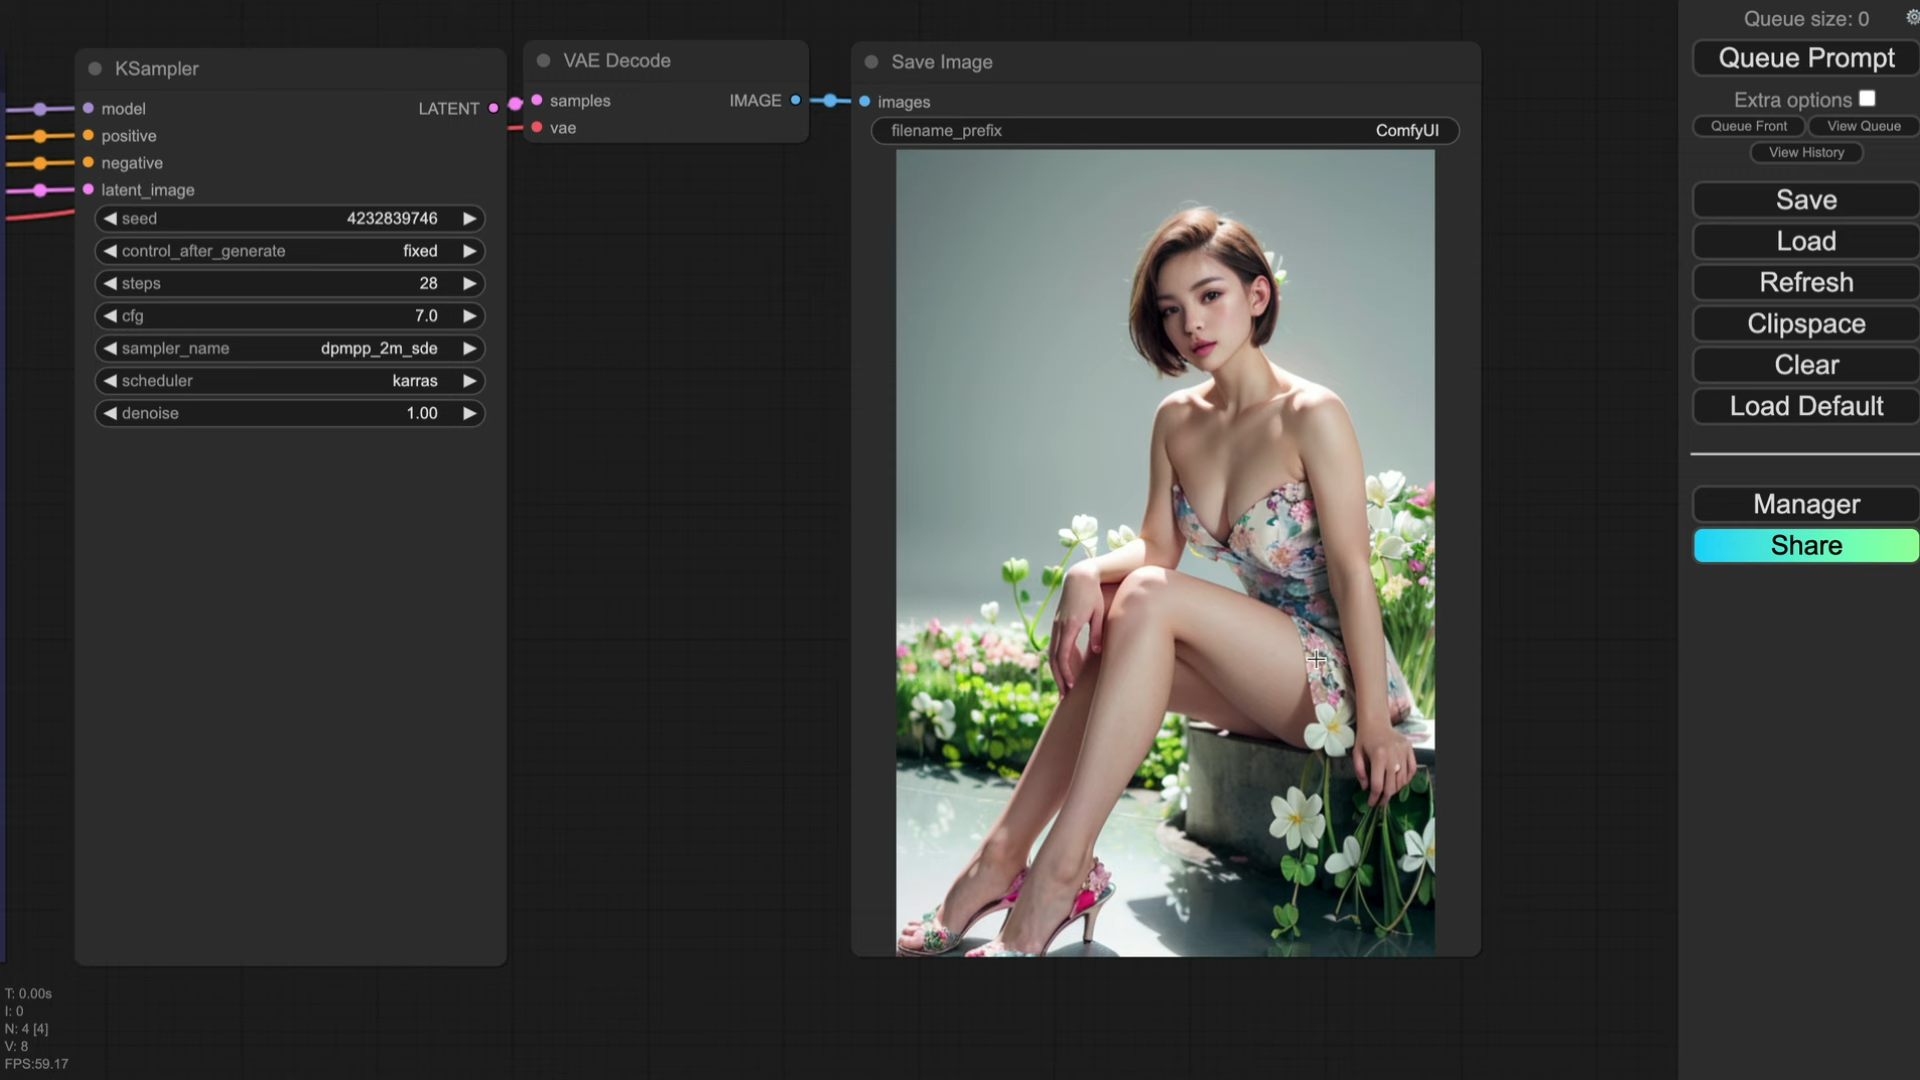 KSampler
model
LATENT
positive
negative
latent_image
seed 4232839746
control_after_generate fixed
steps 28
cfg 7.0
sampler_name dpmpp_2m_sde
scheduler karras
denoise 1.00
VAE Decode
samples
IMAGE
vae
Save Image
images
filename_prefix ComfyUI
Queue size: 0
Queue Prompt
Extra options
Queue Front
View Queue
View History
Save
Load
Refresh
Clipspace
Clear
Load Default
Manager
Share
T: 0.00s
I: 0
N: 4 [4]
V: 8
FPS:59.17